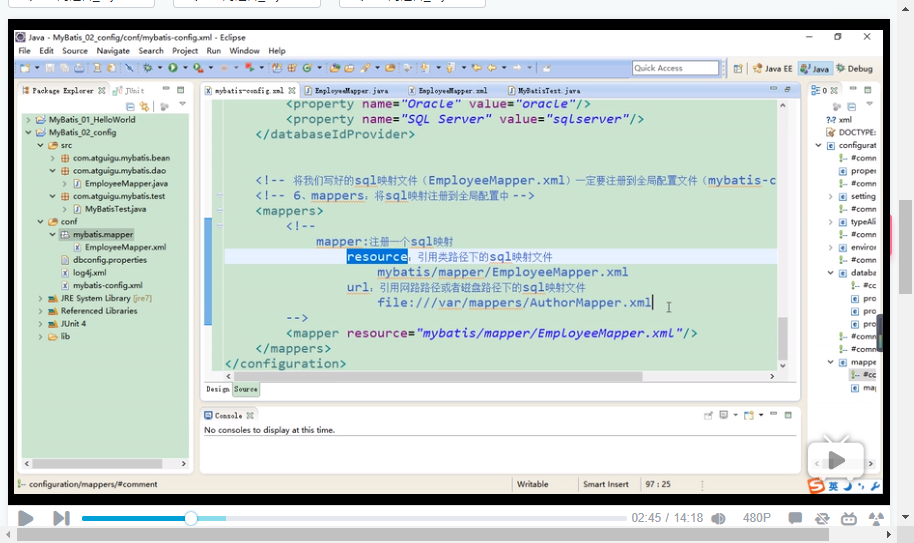 Java - MyBatis_02_config/conf/mybatis-config.xml - Eclipse
File Edit Source Navigate Search Project Run Window Help
Quick Access
Java EE
Java
Debug
Package Explorer
JUnit
MyBatis_01_HelloWorld
MyBatis_02_config
src
com.atguigu.mybatis.bean
com.atguigu.mybatis.dao
EmployeeMapper.java
com.atguigu.mybatis.test
MyBatisTest.java
conf
mybatis.mapper
EmployeeMapper.xml
dbconfig.properties
log4j.xml
mybatis-config.xml
JRE System Library [jre7]
Referenced Libraries
JUnit 4
lib
mybatis-config.xml
EmployeeMapper.java
EmployeeMapper.xml
MyBatisTest.java
<property name="Oracle" value="oracle"/>
<property name="SQL Server" value="sqlserver"/>
</databaseIdProvider>
<!-- 将我们写好的sql映射文件（EmployeeMapper.xml）一定要注册到全局配置文件（mybatis-c
<!-- 6、mappers：将sql映射注册到全局配置中 -->
<mappers>
<!--
mapper:注册一个sql映射
resource：引用类路径下的sql映射文件
mybatis/mapper/EmployeeMapper.xml
url：引用网路路径或者磁盘路径下的sql映射文件
file:///var/mappers/AuthorMapper.xml
-->
<mapper resource="mybatis/mapper/EmployeeMapper.xml"/>
</mappers>
</configuration>
Design Source
Console
No consoles to display at this time.
O
?-? xml
DOCTYPE:
configurat
#comm
proper
#comm
setting
#comm
typeAli
#comm
enviror
#comm
databa
#cc
pro
pro
pro
#comm
#comm
mappe
#cc
ma
configuration/mappers/#comment
Writable
Smart Insert
97 : 25
英
02:45 / 14:18
480P